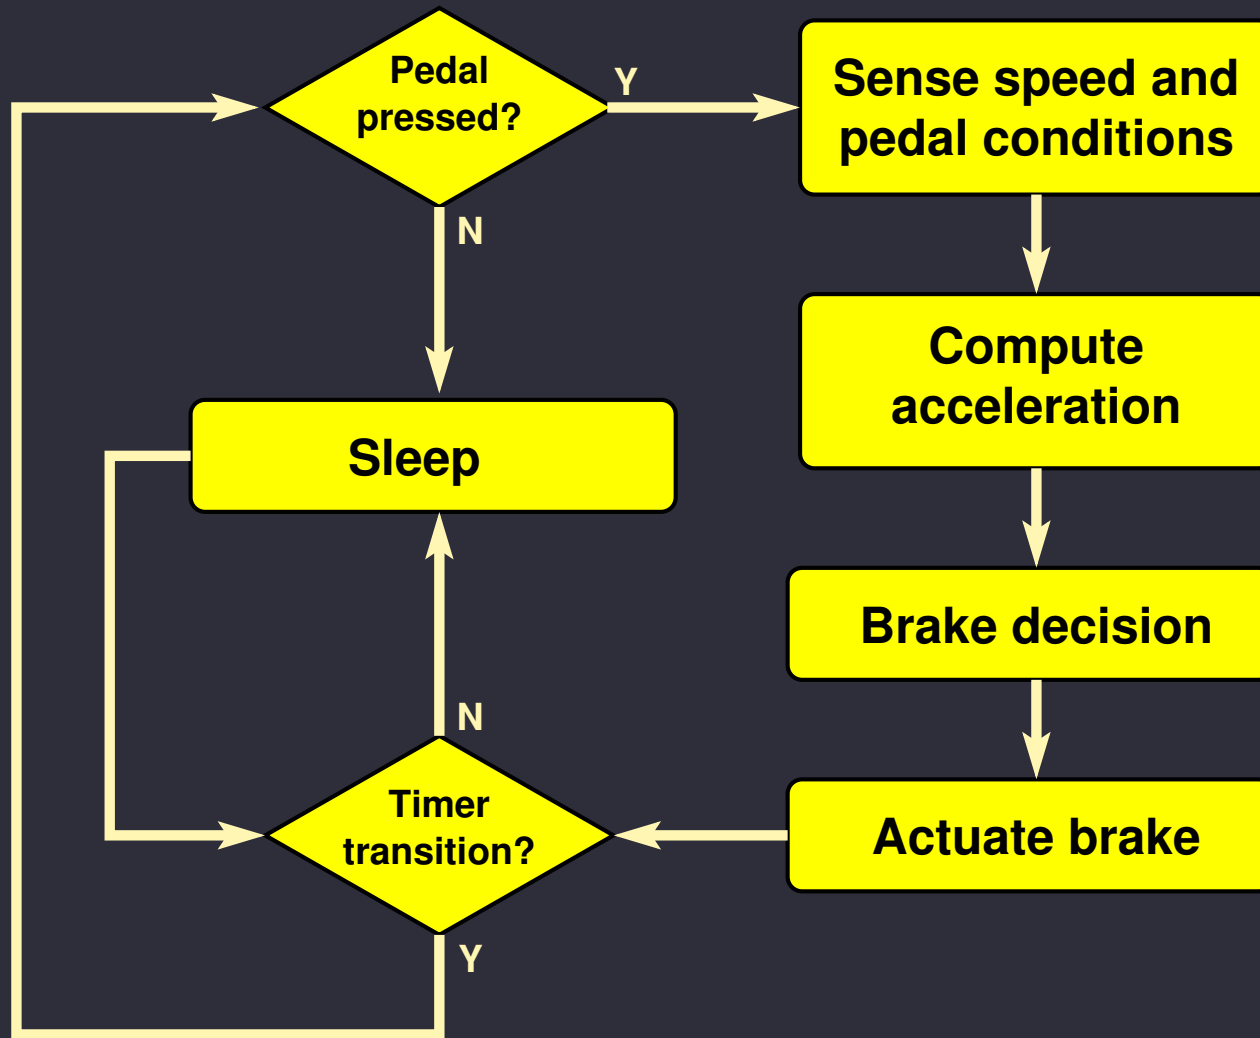 Pedal
pressed?
Y
Sense speed and
pedal conditions
N
Compute
acceleration
Sleep
Brake decision
N
Timer
transition?
Actuate brake
Y